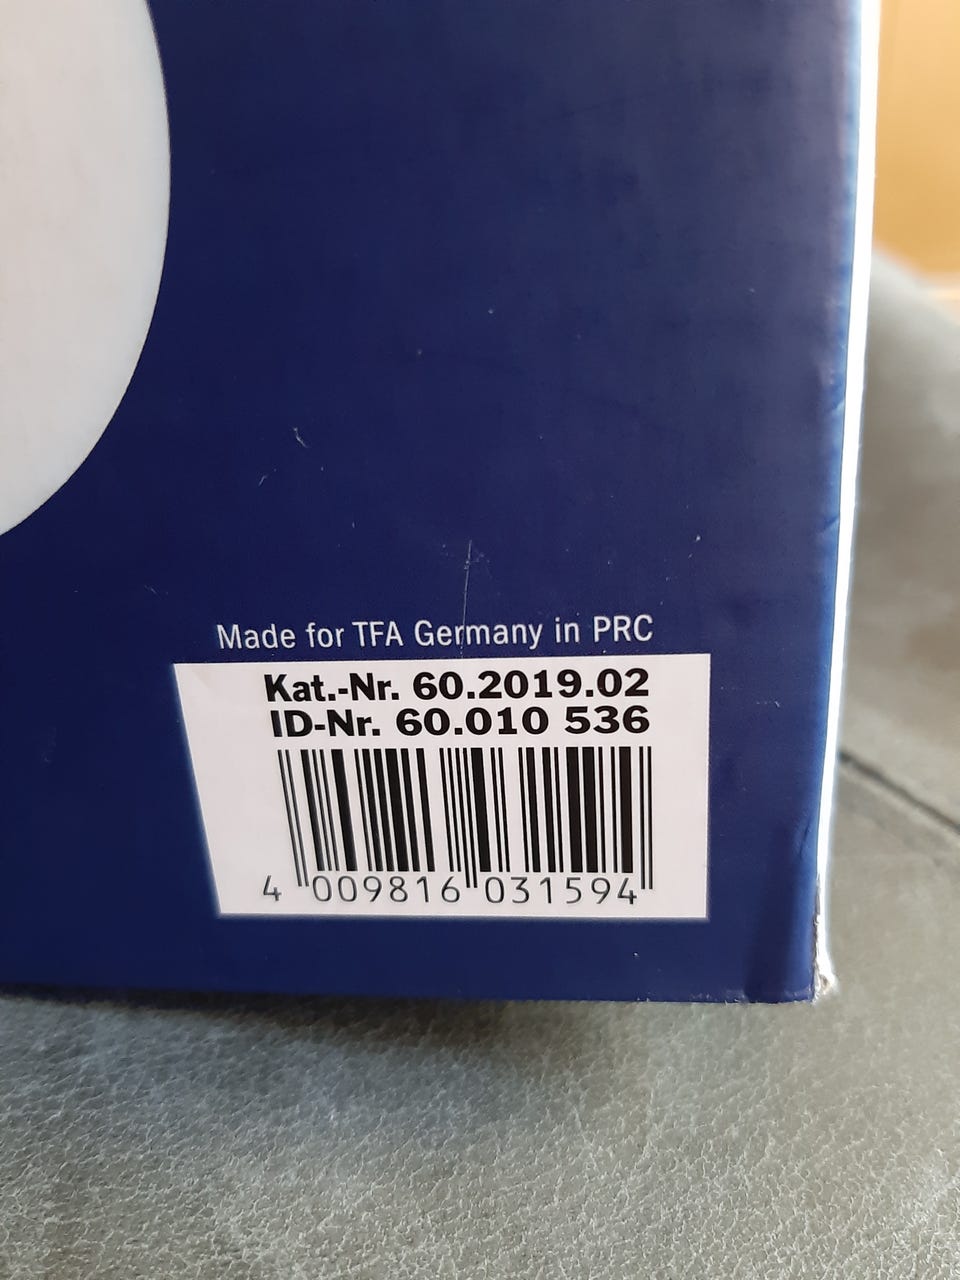 Made for TFA Germany in PRC
Kat.-Nr. 60.2019.02
ID-Nr. 60.010 536
4 009816 031594